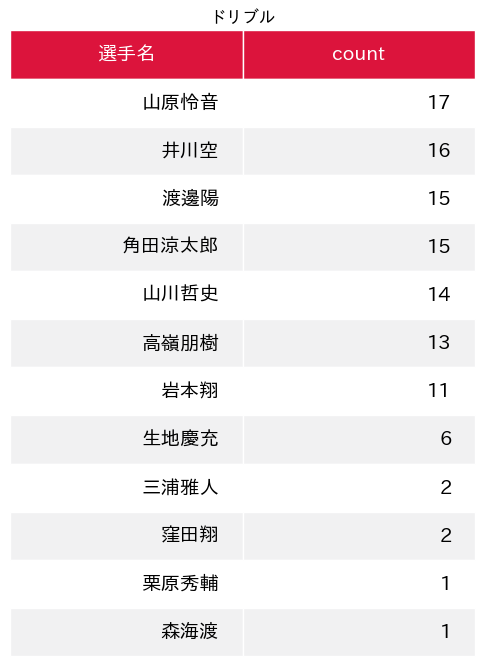 ドリブル
選手名 count
山原怜音 17
井川空 16
渡邊陽 15
角田涼太郎 15
山川哲史 14
高嶺朋樹 13
岩本翔 11
生地慶充 6
三浦雅人 2
窪田翔 2
栗原秀輔 1
森海渡 1